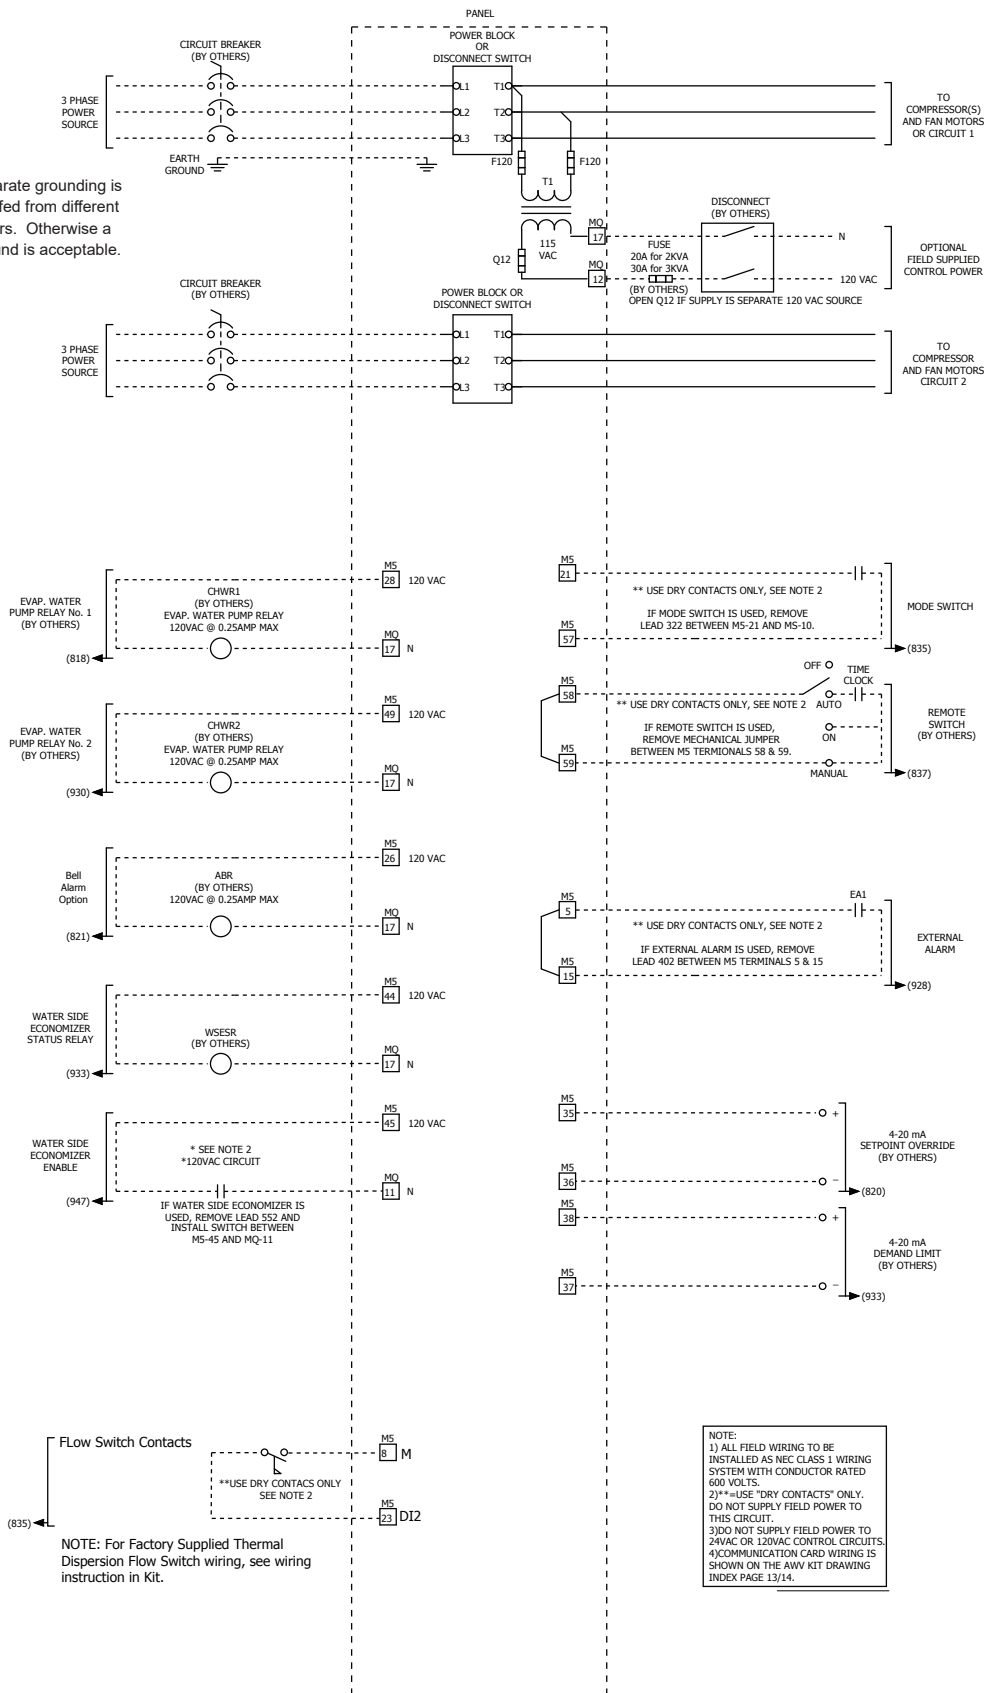 PANEL
CIRCUIT BREAKER
(BY OTHERS)
POWER BLOCK
OR
DISCONNECT SWITCH
3 PHASE
POWER
SOURCE
L1
T1
L2
T2
L3
T3
TO
COMPRESSOR(S)
AND FAN MOTORS
OR CIRCUIT 1
EARTH
GROUND
F120
F120
T1
arate grounding is
fed from different
rs. Otherwise a
und is acceptable.
115
VAC
Q12
MQ
17
MQ
12
FUSE
20A for 2KVA
30A for 3KVA
(BY OTHERS)
OPEN Q12 IF SUPPLY IS SEPARATE 120 VAC SOURCE
DISCONNECT
(BY OTHERS)
N
120 VAC
OPTIONAL
FIELD SUPPLIED
CONTROL POWER
CIRCUIT BREAKER
(BY OTHERS)
POWER BLOCK OR
DISCONNECT SWITCH
3 PHASE
POWER
SOURCE
L1
T1
L2
T2
L3
T3
TO
COMPRESSOR
AND FAN MOTORS
CIRCUIT 2
EVAP. WATER
PUMP RELAY No. 1
(BY OTHERS)
(818)
CHWR1
(BY OTHERS)
EVAP. WATER PUMP RELAY
120VAC @ 0.25AMP MAX
M5
28 120 VAC
MQ
17 N
M5
21
** USE DRY CONTACTS ONLY, SEE NOTE 2
IF MODE SWITCH IS USED, REMOVE
LEAD 322 BETWEEN M5-21 AND MS-10.
M5
57
MODE SWITCH
(835)
EVAP. WATER
PUMP RELAY No. 2
(BY OTHERS)
(930)
CHWR2
(BY OTHERS)
EVAP. WATER PUMP RELAY
120VAC @ 0.25AMP MAX
M5
49 120 VAC
MQ
17 N
M5
58
OFF
TIME
CLOCK
** USE DRY CONTACTS ONLY, SEE NOTE 2
AUTO
IF REMOTE SWITCH IS USED,
REMOVE MECHANICAL JUMPER
BETWEEN M5 TERMIONALS 58 & 59.
ON
M5
59
MANUAL
REMOTE
SWITCH
(BY OTHERS)
(837)
Bell
Alarm
Option
(821)
ABR
(BY OTHERS)
120VAC @ 0.25AMP MAX
M5
26 120 VAC
MQ
17 N
M5
5
EA1
** USE DRY CONTACTS ONLY, SEE NOTE 2
IF EXTERNAL ALARM IS USED, REMOVE
LEAD 402 BETWEEN M5 TERMINALS 5 & 15
M5
15
EXTERNAL
ALARM
(928)
WATER SIDE
ECONOMIZER
STATUS RELAY
(933)
WSESR
(BY OTHERS)
M5
44 120 VAC
MQ
17 N
WATER SIDE
ECONOMIZER
ENABLE
(947)
* SEE NOTE 2
*120VAC CIRCUIT
IF WATER SIDE ECONOMIZER IS
USED, REMOVE LEAD 552 AND
INSTALL SWITCH BETWEEN
M5-45 AND MQ-11
M5
45 120 VAC
MQ
11 N
M5
35
+
4-20 mA
SETPOINT OVERRIDE
(BY OTHERS)
M5
36
−
(820)
M5
38
+
4-20 mA
DEMAND LIMIT
(BY OTHERS)
M5
37
−
(933)
FLow Switch Contacts
(835)
**USE DRY CONTACS ONLY
SEE NOTE 2
M5
8 M
M5
23 DI2
NOTE: For Factory Supplied Thermal
Dispersion Flow Switch wiring, see wiring
instruction in Kit.
NOTE:
1) ALL FIELD WIRING TO BE
INSTALLED AS NEC CLASS 1 WIRING
SYSTEM WITH CONDUCTOR RATED
600 VOLTS.
2)**=USE "DRY CONTACTS" ONLY.
DO NOT SUPPLY FIELD POWER TO
THIS CIRCUIT.
3)DO NOT SUPPLY FIELD POWER TO
24VAC OR 120VAC CONTROL CIRCUITS.
4)COMMUNICATION CARD WIRING IS
SHOWN ON THE AWV KIT DRAWING
INDEX PAGE 13/14.